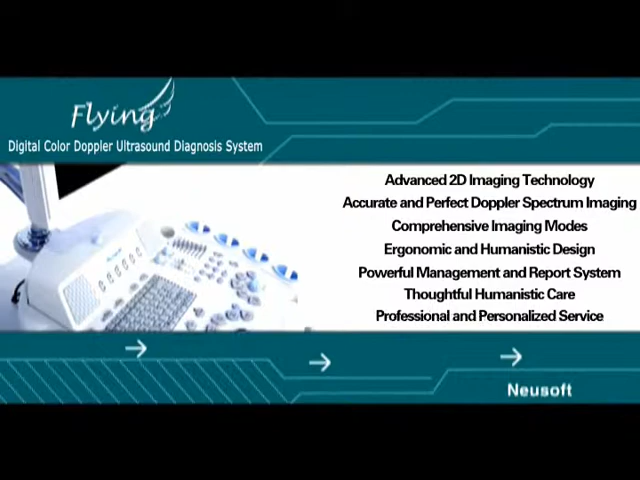 Flying
Digital Color Doppler Ultrasound Diagnosis System
Advanced 2D Imaging Technology
Accurate and Perfect Doppler Spectrum Imaging
Comprehensive Imaging Modes
Ergonomic and Humanistic Design
Powerful Management and Report System
Thoughtful Humanistic Care
Professional and Personalized Service
Neusoft